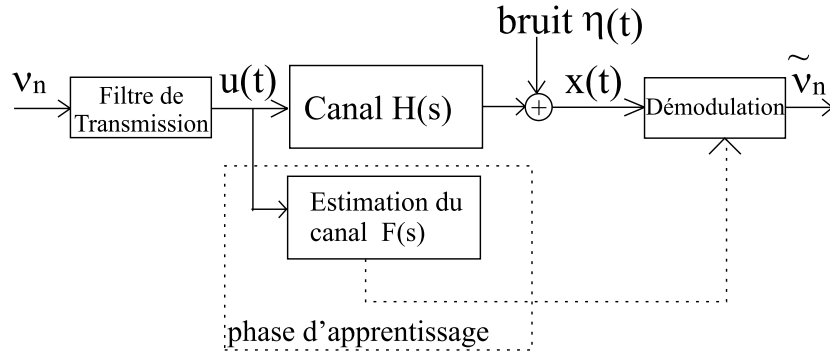 bruit η(t)
νn
Filtre de
Transmission
u(t)
Canal H(s)
+
x(t)
Démodulation
ν̃n
Estimation du
canal F(s)
phase d'apprentissage